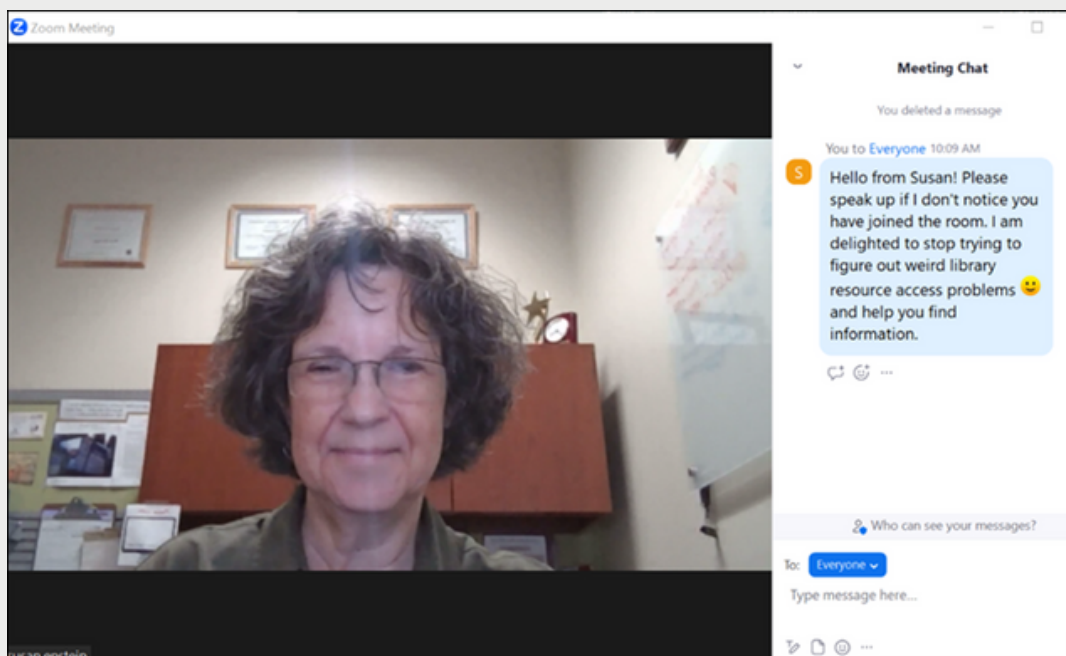 Zoom Meeting
Meeting Chat
You deleted a message
You to Everyone 10:09 AM
S
Hello from Susan! Please
speak up if I don't notice you
have joined the room. I am
delighted to stop trying to
figure out weird library
resource access problems 🙂
and help you find
information.
Who can see your messages?
To: Everyone
Type message here...
susan epstein